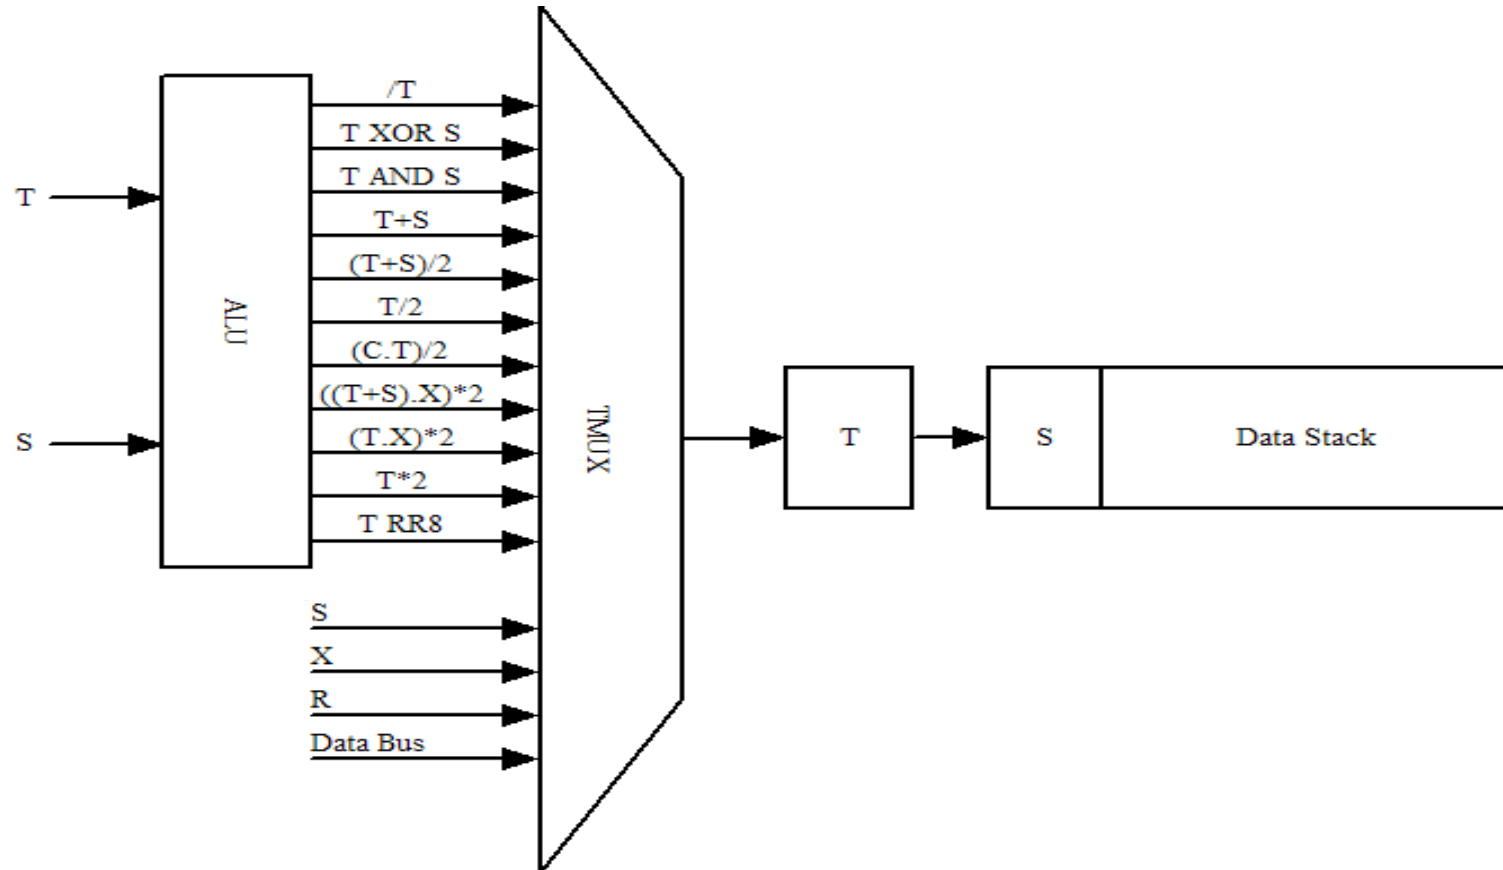 /T
T XOR S
T AND S
T+S
(T+S)/2
T/2
(C.T)/2
((T+S).X)*2
(T.X)*2
T*2
T RR8
T
S
ALU
S
X
R
Data Bus
TMUX
T
S
Data Stack